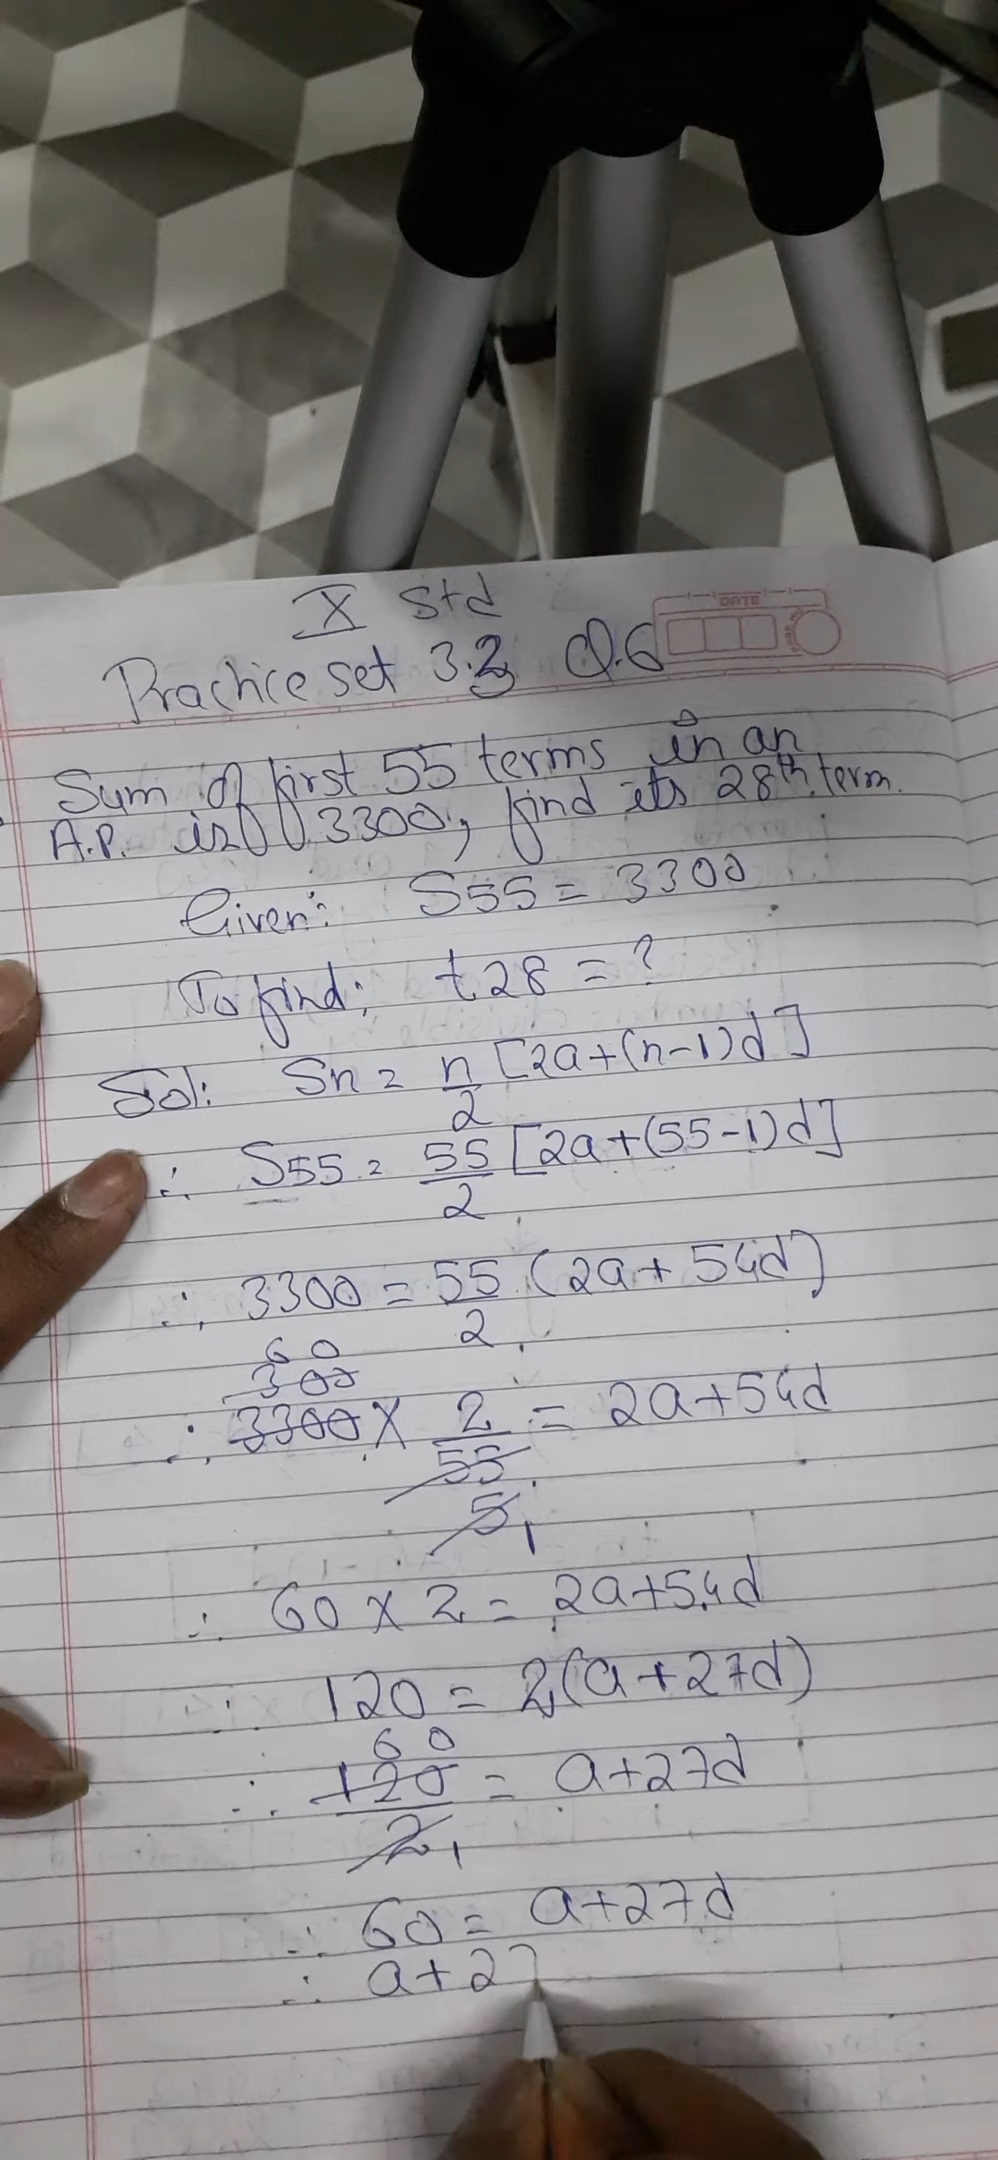 X Std
DATE
Practice set 3.3 Q.6
Sum of first 55 terms in an
A.P. is 3300, find its 28th term.
Given: S55 = 3300
To find: t28 = ?
Sol: Sn = n/2 [2a+(n-1)d]
∴ S55 = 55/2 [2a+(55-1)d]
∴ 3300 = 55/2 (2a+54d)
60
300
∴ 3300 × 2/55 = 2a+54d
5 1
∴ 60 × 2 = 2a+54d
∴ 120 = 2(a+27d)
60
∴ 120/2 = a+27d
1
∴ 60 = a+27d
∴ a+27